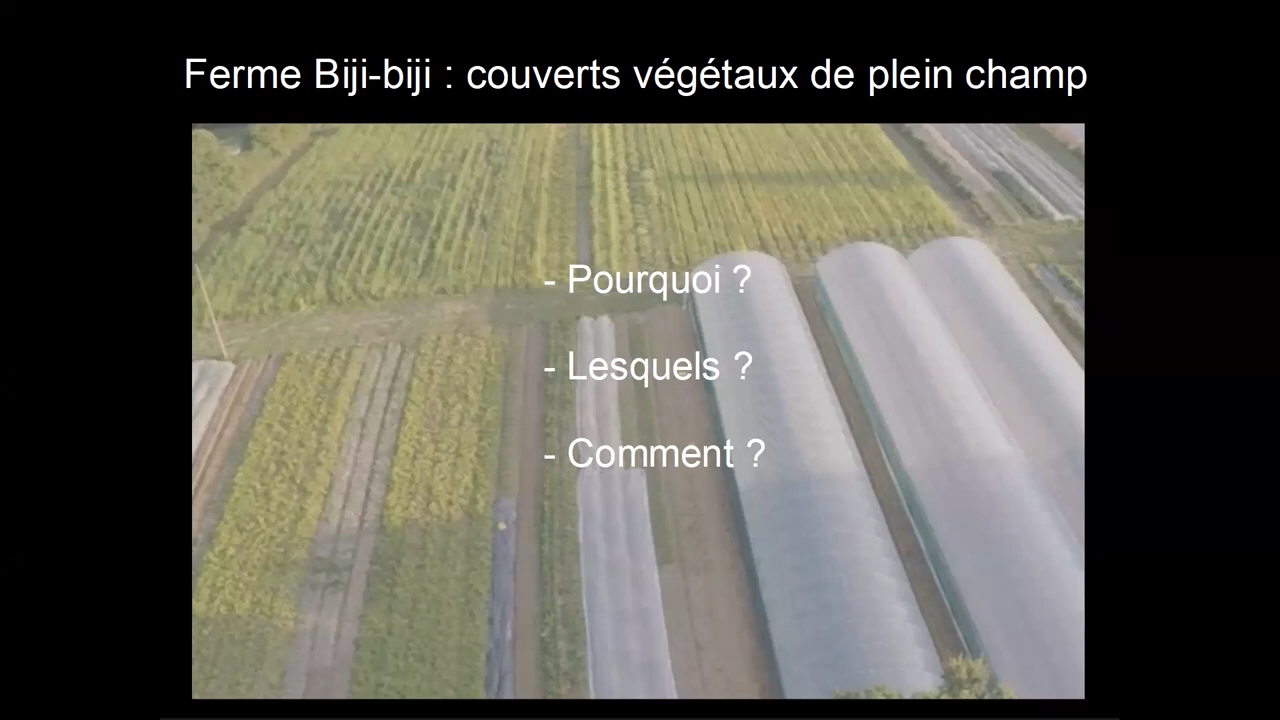 Ferme Biji-biji : couverts végétaux de plein champ
- Pourquoi ?
- Lesquels ?
- Comment ?